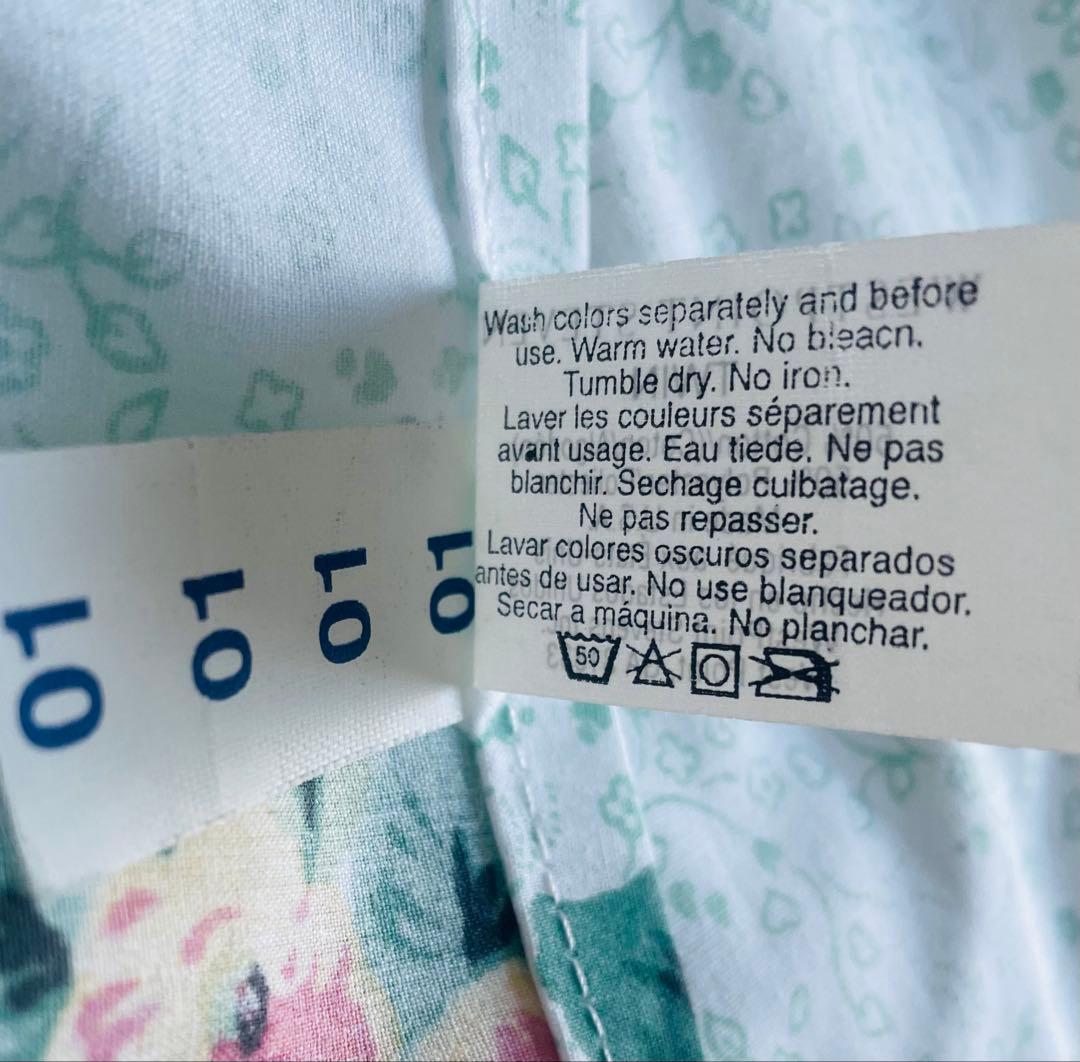 Wash colors separately and before
use. Warm water. No bleach.
Tumble dry. No iron.
Laver les couleurs séparement
avant usage. Eau tiede. Ne pas
blanchir. Sechage culbatage.
Ne pas repasser.
Lavar colores oscuros separados
antes de usar. No use blanqueador.
Secar a máquina. No planchar.
50
01 01 01 01